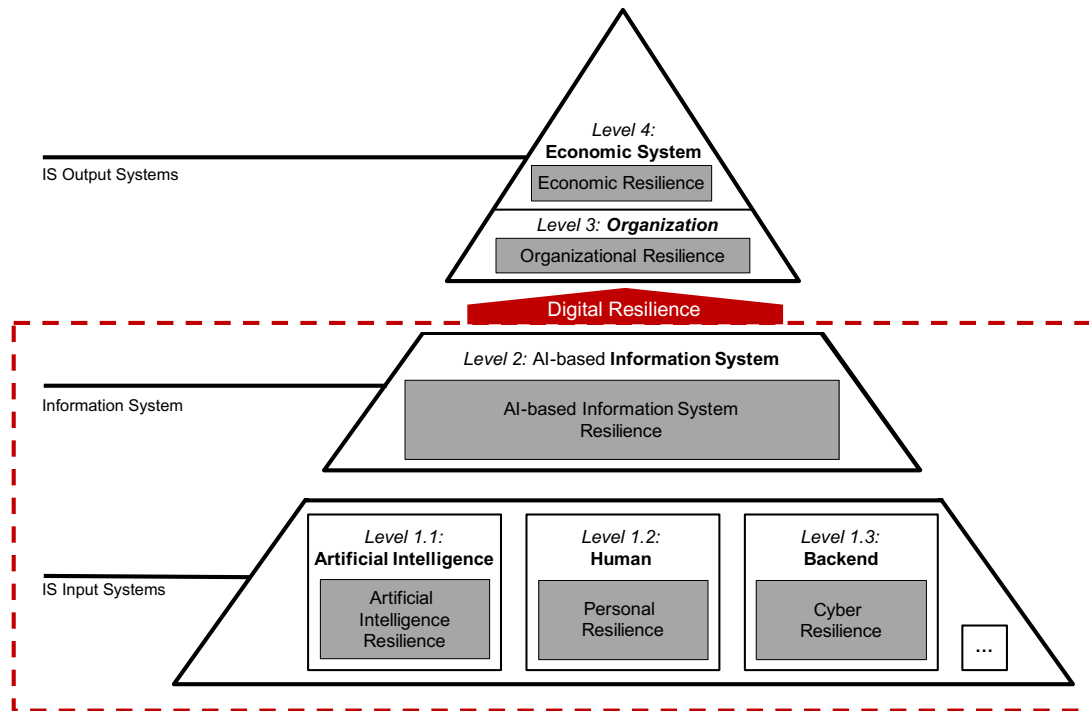 Level 4:
Economic System
IS Output Systems
Economic Resilience
Level 3: Organization
Organizational Resilience
Digital Resilience
Level 2: AI-based Information System
Information System
AI-based Information System
Resilience
Level 1.1:
Artificial Intelligence
Artificial
Intelligence
Resilience
Level 1.2:
Human
Personal
Resilience
Level 1.3:
Backend
Cyber
Resilience
IS Input Systems
...